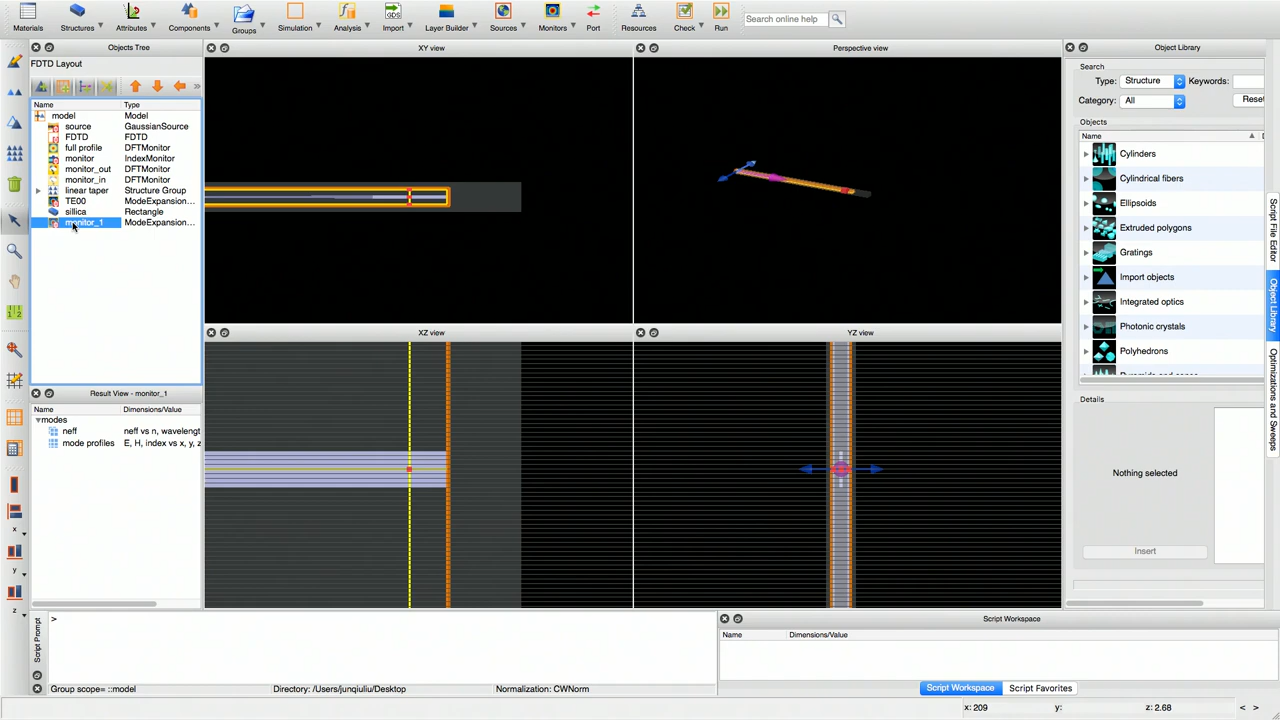 Materials Structures Attributes Components Groups Simulation Analysis Import Layer Builder Sources Monitors Port Resources Check Run Search online help
GDS
Objects Tree
FDTD Layout
»
Name Type
model Model
source GaussianSource
FDTD FDTD
full profile DFTMonitor
monitor IndexMonitor
monitor_out DFTMonitor
monitor_in DFTMonitor
linear taper Structure Group
TE00 ModeExpansion...
sillica Rectangle
monitor_1 ModeExpansion...
Result View - monitor_1
Name Dimensions/Value
modes
neff neff vs n, waveleng
mode profiles E, H, index vs x, y, z
x
y
z
XY view
Perspective view
XZ view
YZ view
Object Library
Search
Type: Structure Keywords:
Category: All Reset
Objects
Name
Cylinders
Cylindrical fibers
Ellipsoids
Extruded polygons
Gratings
Import objects
Integrated optics
Photonic crystals
Polyhedrons
Details
Nothing selected
Insert
Script File Editor
Object Library
Optimizations and Sweeps
Script Prompt
>
Group scope= ::model Directory: /Users/junqiuliu/Desktop Normalization: CWNorm
Script Workspace
Name Dimensions/Value
Script Workspace Script Favorites
x: 209 y: z: 2.68 < >